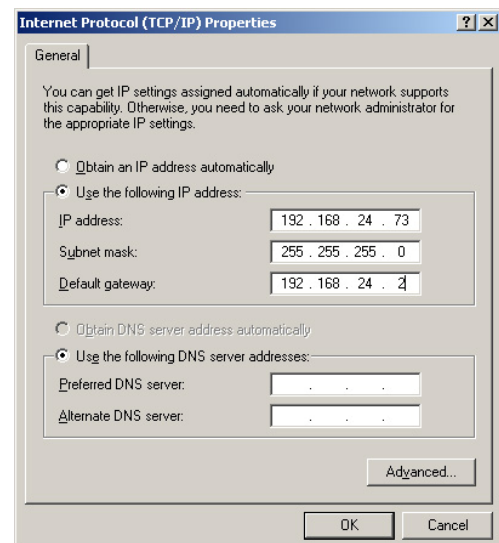 Internet Protocol (TCP/IP) Properties
General
You can get IP settings assigned automatically if your network supports
this capability. Otherwise, you need to ask your network administrator for
the appropriate IP settings.
Obtain an IP address automatically
Use the following IP address:
IP address: 192 . 168 . 24 . 73
Subnet mask: 255 . 255 . 255 . 0
Default gateway: 192 . 168 . 24 . 2
Obtain DNS server address automatically
Use the following DNS server addresses:
Preferred DNS server: . . .
Alternate DNS server: . . .
Advanced...
OK Cancel